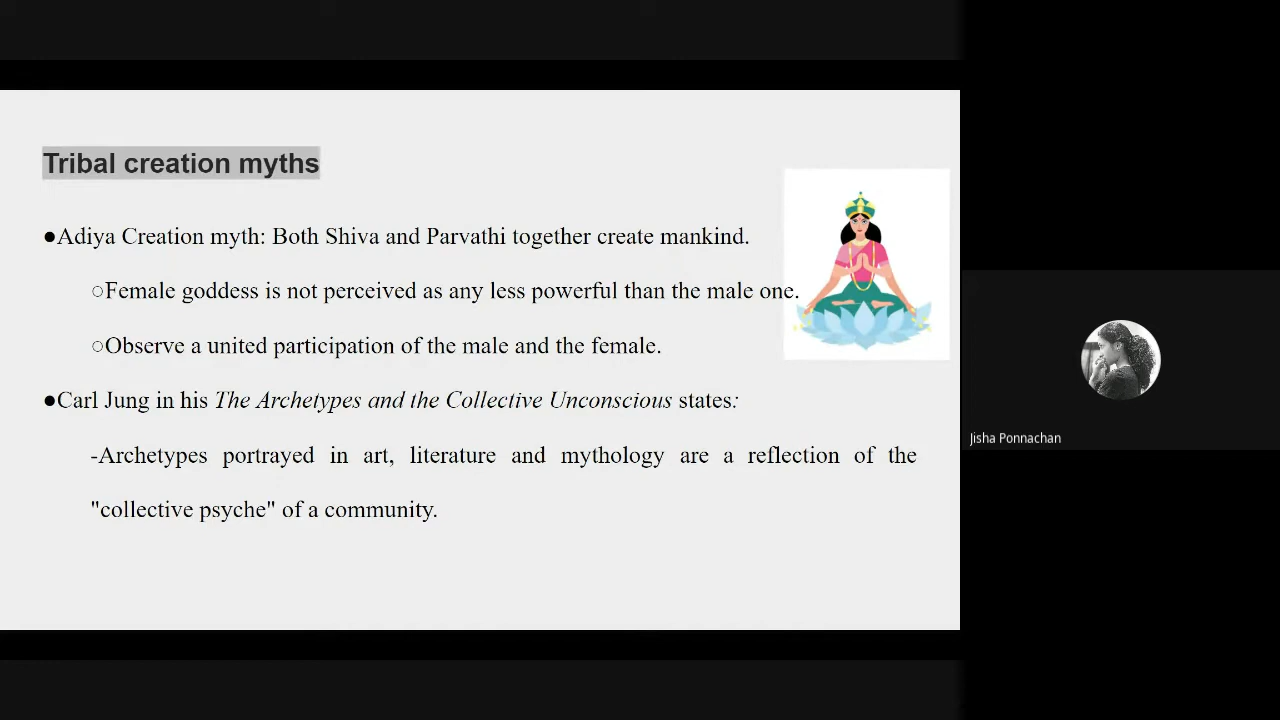 Tribal creation myths
●Adiya Creation myth: Both Shiva and Parvathi together create mankind.
○Female goddess is not perceived as any less powerful than the male one.
○Observe a united participation of the male and the female.
●Carl Jung in his The Archetypes and the Collective Unconscious states:
-Archetypes portrayed in art, literature and mythology are a reflection of the
"collective psyche" of a community.
Jisha Ponnachan